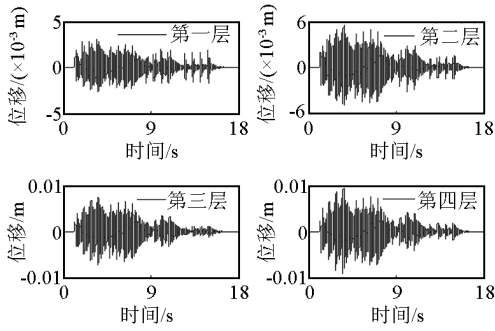 5
第一层
位移/(×10⁻³ m)
0
-5
0
9
18
时间/s
6
第二层
位移/(×10⁻³ m)
0
-6
0
9
18
时间/s
0.01
第三层
位移/m
0
-0.01
0
9
18
时间/s
0.01
第四层
位移/m
0
-0.01
0
9
18
时间/s